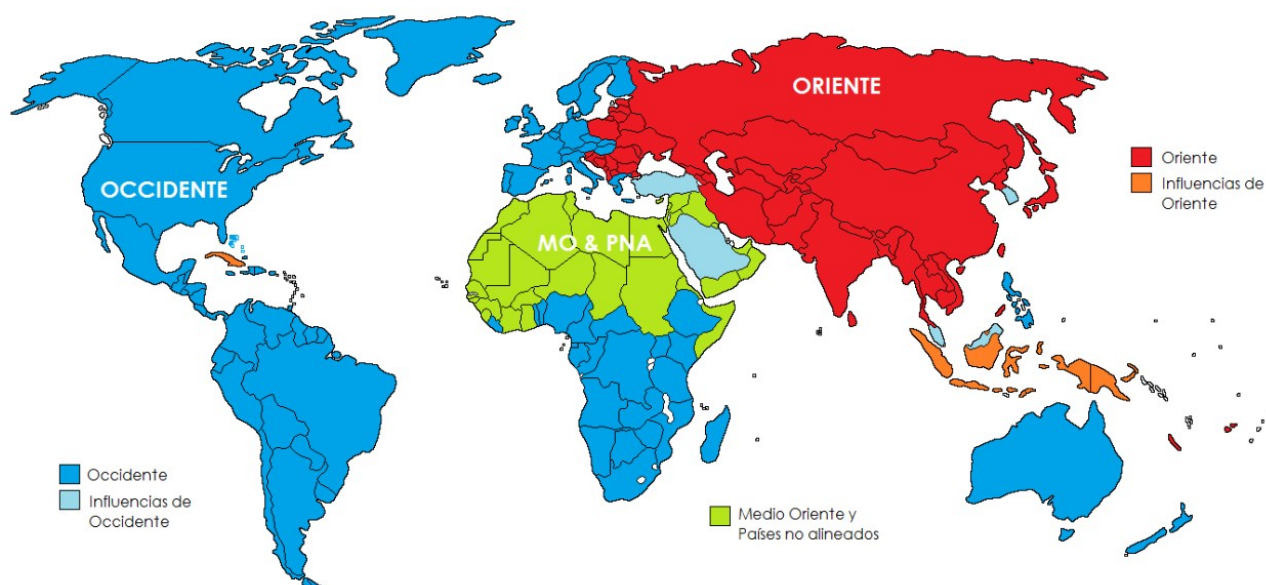 ORIENTE
OCCIDENTE
MO & PNA
Oriente
Influencias de
Oriente
Occidente
Influencias de
Occidente
Medio Oriente y
Países no alineados